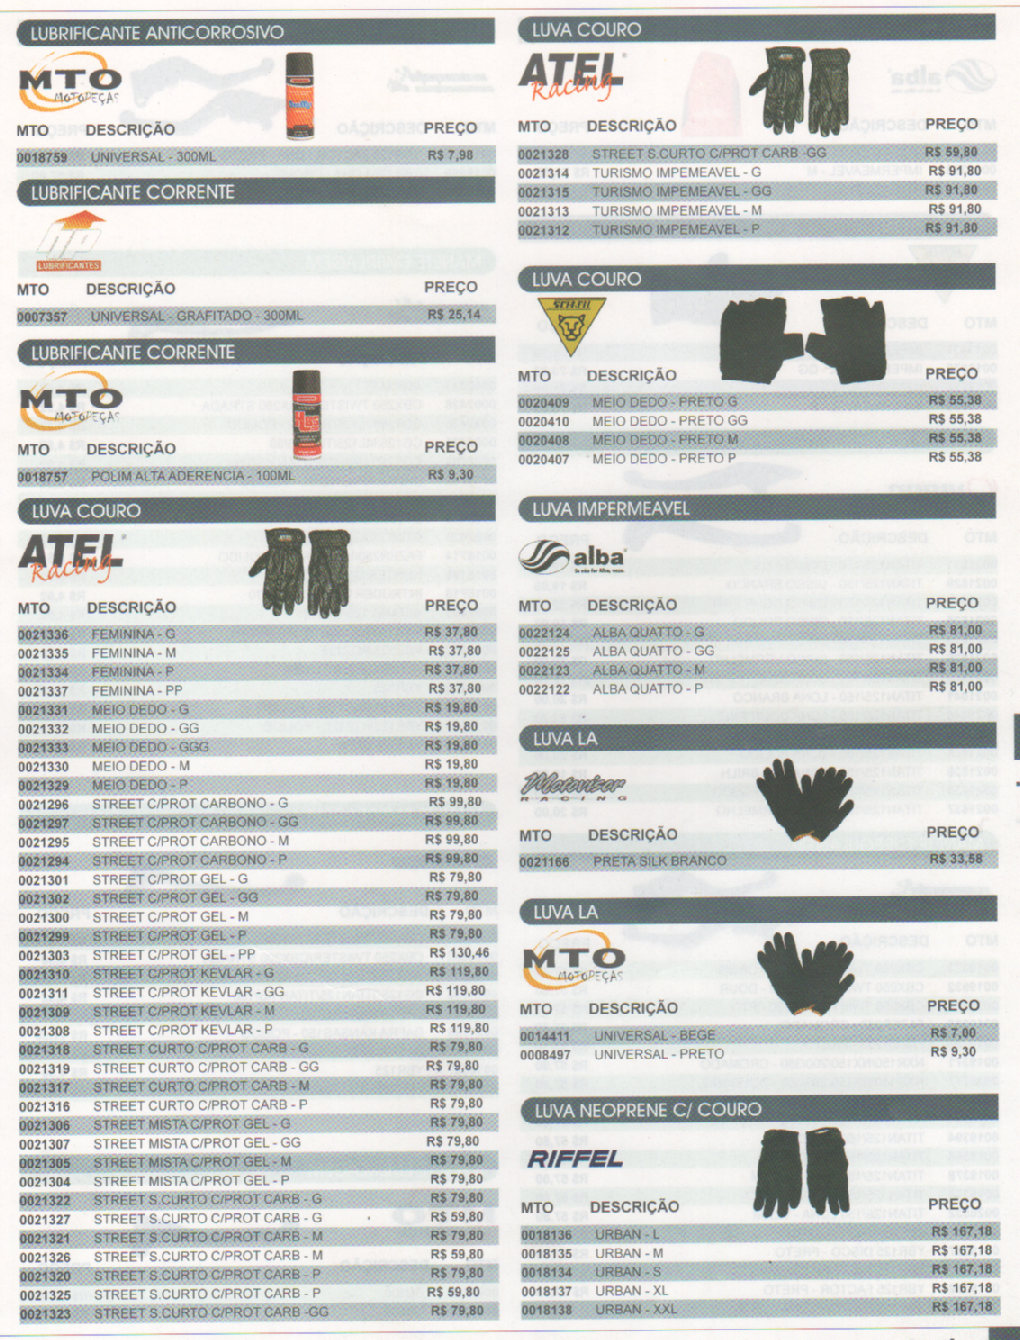 LUBRIFICANTE ANTICORROSIVO
MTO
MOTOPEÇAS
MTO DESCRIÇÃO PREÇO
0018759 UNIVERSAL - 300ML R$ 7,98
LUBRIFICANTE CORRENTE
LUBRIFICANTES
MTO DESCRIÇÃO PREÇO
0007357 UNIVERSAL - GRAFITADO - 300ML R$ 25,14
LUBRIFICANTE CORRENTE
MTO
MOTOPEÇAS
MTO DESCRIÇÃO PREÇO
0018757 POLIM ALTA ADERENCIA - 100ML R$ 9,30
LUVA COURO
ATEL
Racing
MTO DESCRIÇÃO PREÇO
0021336 FEMININA - G R$ 37,80
0021335 FEMININA - M R$ 37,80
0021334 FEMININA - P R$ 37,80
0021337 FEMININA - PP R$ 37,80
0021331 MEIO DEDO - G R$ 19,80
0021332 MEIO DEDO - GG R$ 19,80
0021333 MEIO DEDO - GGG R$ 19,80
0021330 MEIO DEDO - M R$ 19,80
0021329 MEIO DEDO - P R$ 19,80
0021296 STREET C/PROT CARBONO - G R$ 99,80
0021297 STREET C/PROT CARBONO - GG R$ 99,80
0021295 STREET C/PROT CARBONO - M R$ 99,80
0021294 STREET C/PROT CARBONO - P R$ 99,80
0021301 STREET C/PROT GEL - G R$ 79,80
0021302 STREET C/PROT GEL - GG R$ 79,80
0021300 STREET C/PROT GEL - M R$ 79,80
0021299 STREET C/PROT GEL - P R$ 79,80
0021303 STREET C/PROT GEL - PP R$ 130,46
0021310 STREET C/PROT KEVLAR - G R$ 119,80
0021311 STREET C/PROT KEVLAR - GG R$ 119,80
0021309 STREET C/PROT KEVLAR - M R$ 119,80
0021308 STREET C/PROT KEVLAR - P R$ 119,80
0021318 STREET CURTO C/PROT CARB - G R$ 79,80
0021319 STREET CURTO C/PROT CARB - GG R$ 79,80
0021317 STREET CURTO C/PROT CARB - M R$ 79,80
0021316 STREET CURTO C/PROT CARB - P R$ 79,80
0021306 STREET MISTA C/PROT GEL - G R$ 79,80
0021307 STREET MISTA C/PROT GEL - GG R$ 79,80
0021305 STREET MISTA C/PROT GEL - M R$ 79,80
0021304 STREET MISTA C/PROT GEL - P R$ 79,80
0021322 STREET S.CURTO C/PROT CARB - G R$ 79,80
0021327 STREET S.CURTO C/PROT CARB - G R$ 59,80
0021321 STREET S.CURTO C/PROT CARB - M R$ 79,80
0021326 STREET S.CURTO C/PROT CARB - M R$ 59,80
0021320 STREET S.CURTO C/PROT CARB - P R$ 79,80
0021325 STREET S.CURTO C/PROT CARB - P R$ 59,80
0021323 STREET S.CURTO C/PROT CARB -GG R$ 79,80
LUVA COURO
ATEL
Racing
MTO DESCRIÇÃO PREÇO
0021328 STREET S.CURTO C/PROT CARB -GG R$ 59,80
0021314 TURISMO IMPEMEAVEL - G R$ 91,80
0021315 TURISMO IMPEMEAVEL - GG R$ 91,80
0021313 TURISMO IMPEMEAVEL - M R$ 91,80
0021312 TURISMO IMPEMEAVEL - P R$ 91,80
LUVA COURO
MTO DESCRIÇÃO PREÇO
0020409 MEIO DEDO - PRETO G R$ 55,38
0020410 MEIO DEDO - PRETO GG R$ 55,38
0020408 MEIO DEDO - PRETO M R$ 55,38
0020407 MEIO DEDO - PRETO P R$ 55,38
LUVA IMPERMEAVEL
alba
MTO DESCRIÇÃO PREÇO
0022124 ALBA QUATTO - G R$ 81,00
0022125 ALBA QUATTO - GG R$ 81,00
0022123 ALBA QUATTO - M R$ 81,00
0022122 ALBA QUATTO - P R$ 81,00
LUVA LA
Motovisor
RACING
MTO DESCRIÇÃO PREÇO
0021166 PRETA SILK BRANCO R$ 33,58
LUVA LA
MTO
MOTOPEÇAS
MTO DESCRIÇÃO PREÇO
0014411 UNIVERSAL - BEGE R$ 7,00
0008497 UNIVERSAL - PRETO R$ 9,30
LUVA NEOPRENE C/ COURO
RIFFEL
MTO DESCRIÇÃO PREÇO
0018136 URBAN - L R$ 167,18
0018135 URBAN - M R$ 167,18
0018134 URBAN - S R$ 167,18
0018137 URBAN - XL R$ 167,18
0018138 URBAN - XXL R$ 167,18